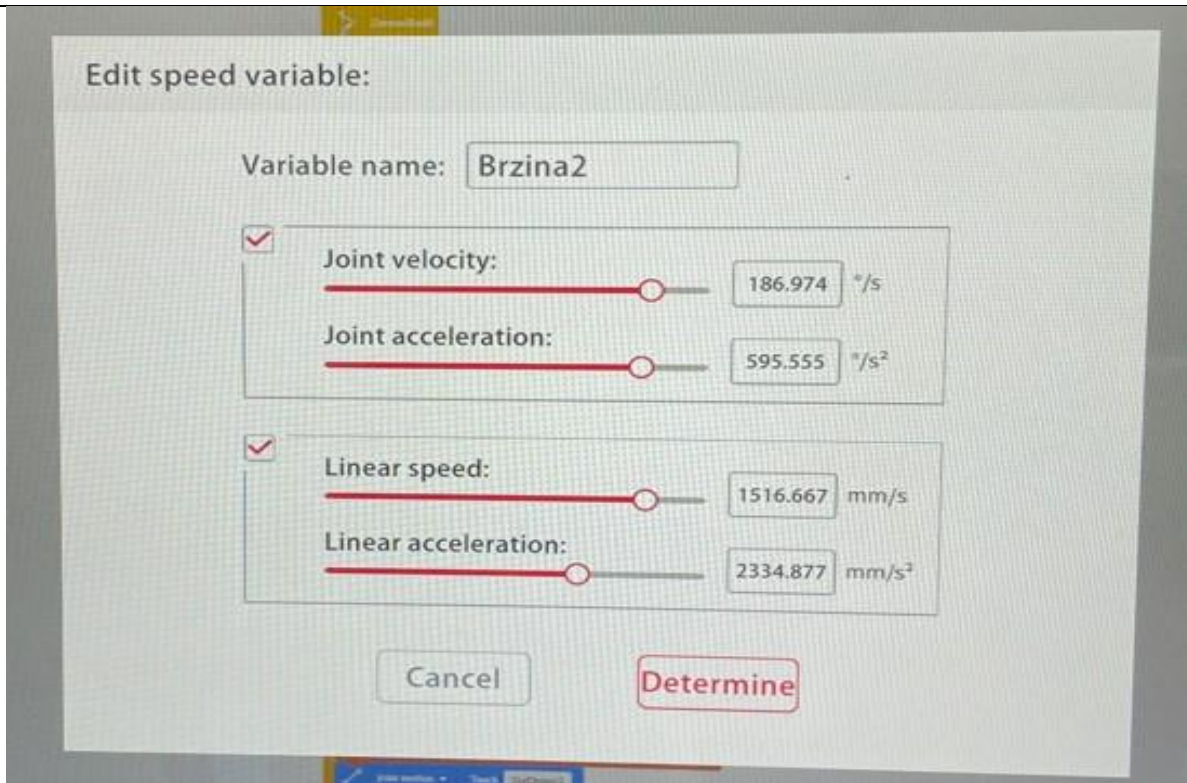 Edit speed variable:
Variable name: Brzina2
Joint velocity:
186.974 °/s
Joint acceleration:
595.555 °/s²
Linear speed:
1516.667 mm/s
Linear acceleration:
2334.877 mm/s²
Cancel Determine